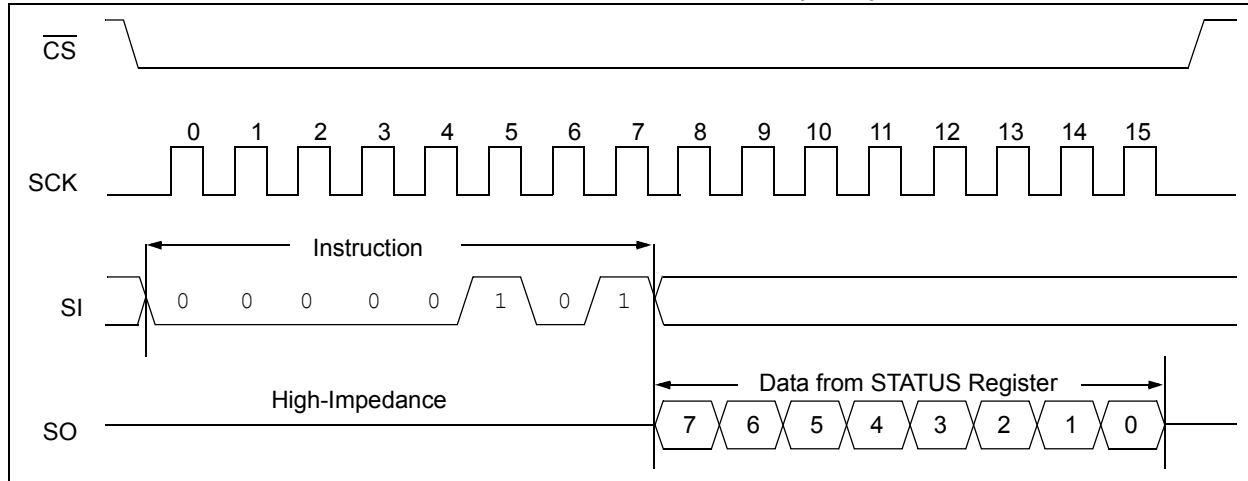 CS
0 1 2 3 4 5 6 7 8 9 10 11 12 13 14 15
SCK
Instruction
SI 0 0 0 0 0 1 0 1
Data from STATUS Register
High-Impedance
SO 7 6 5 4 3 2 1 0